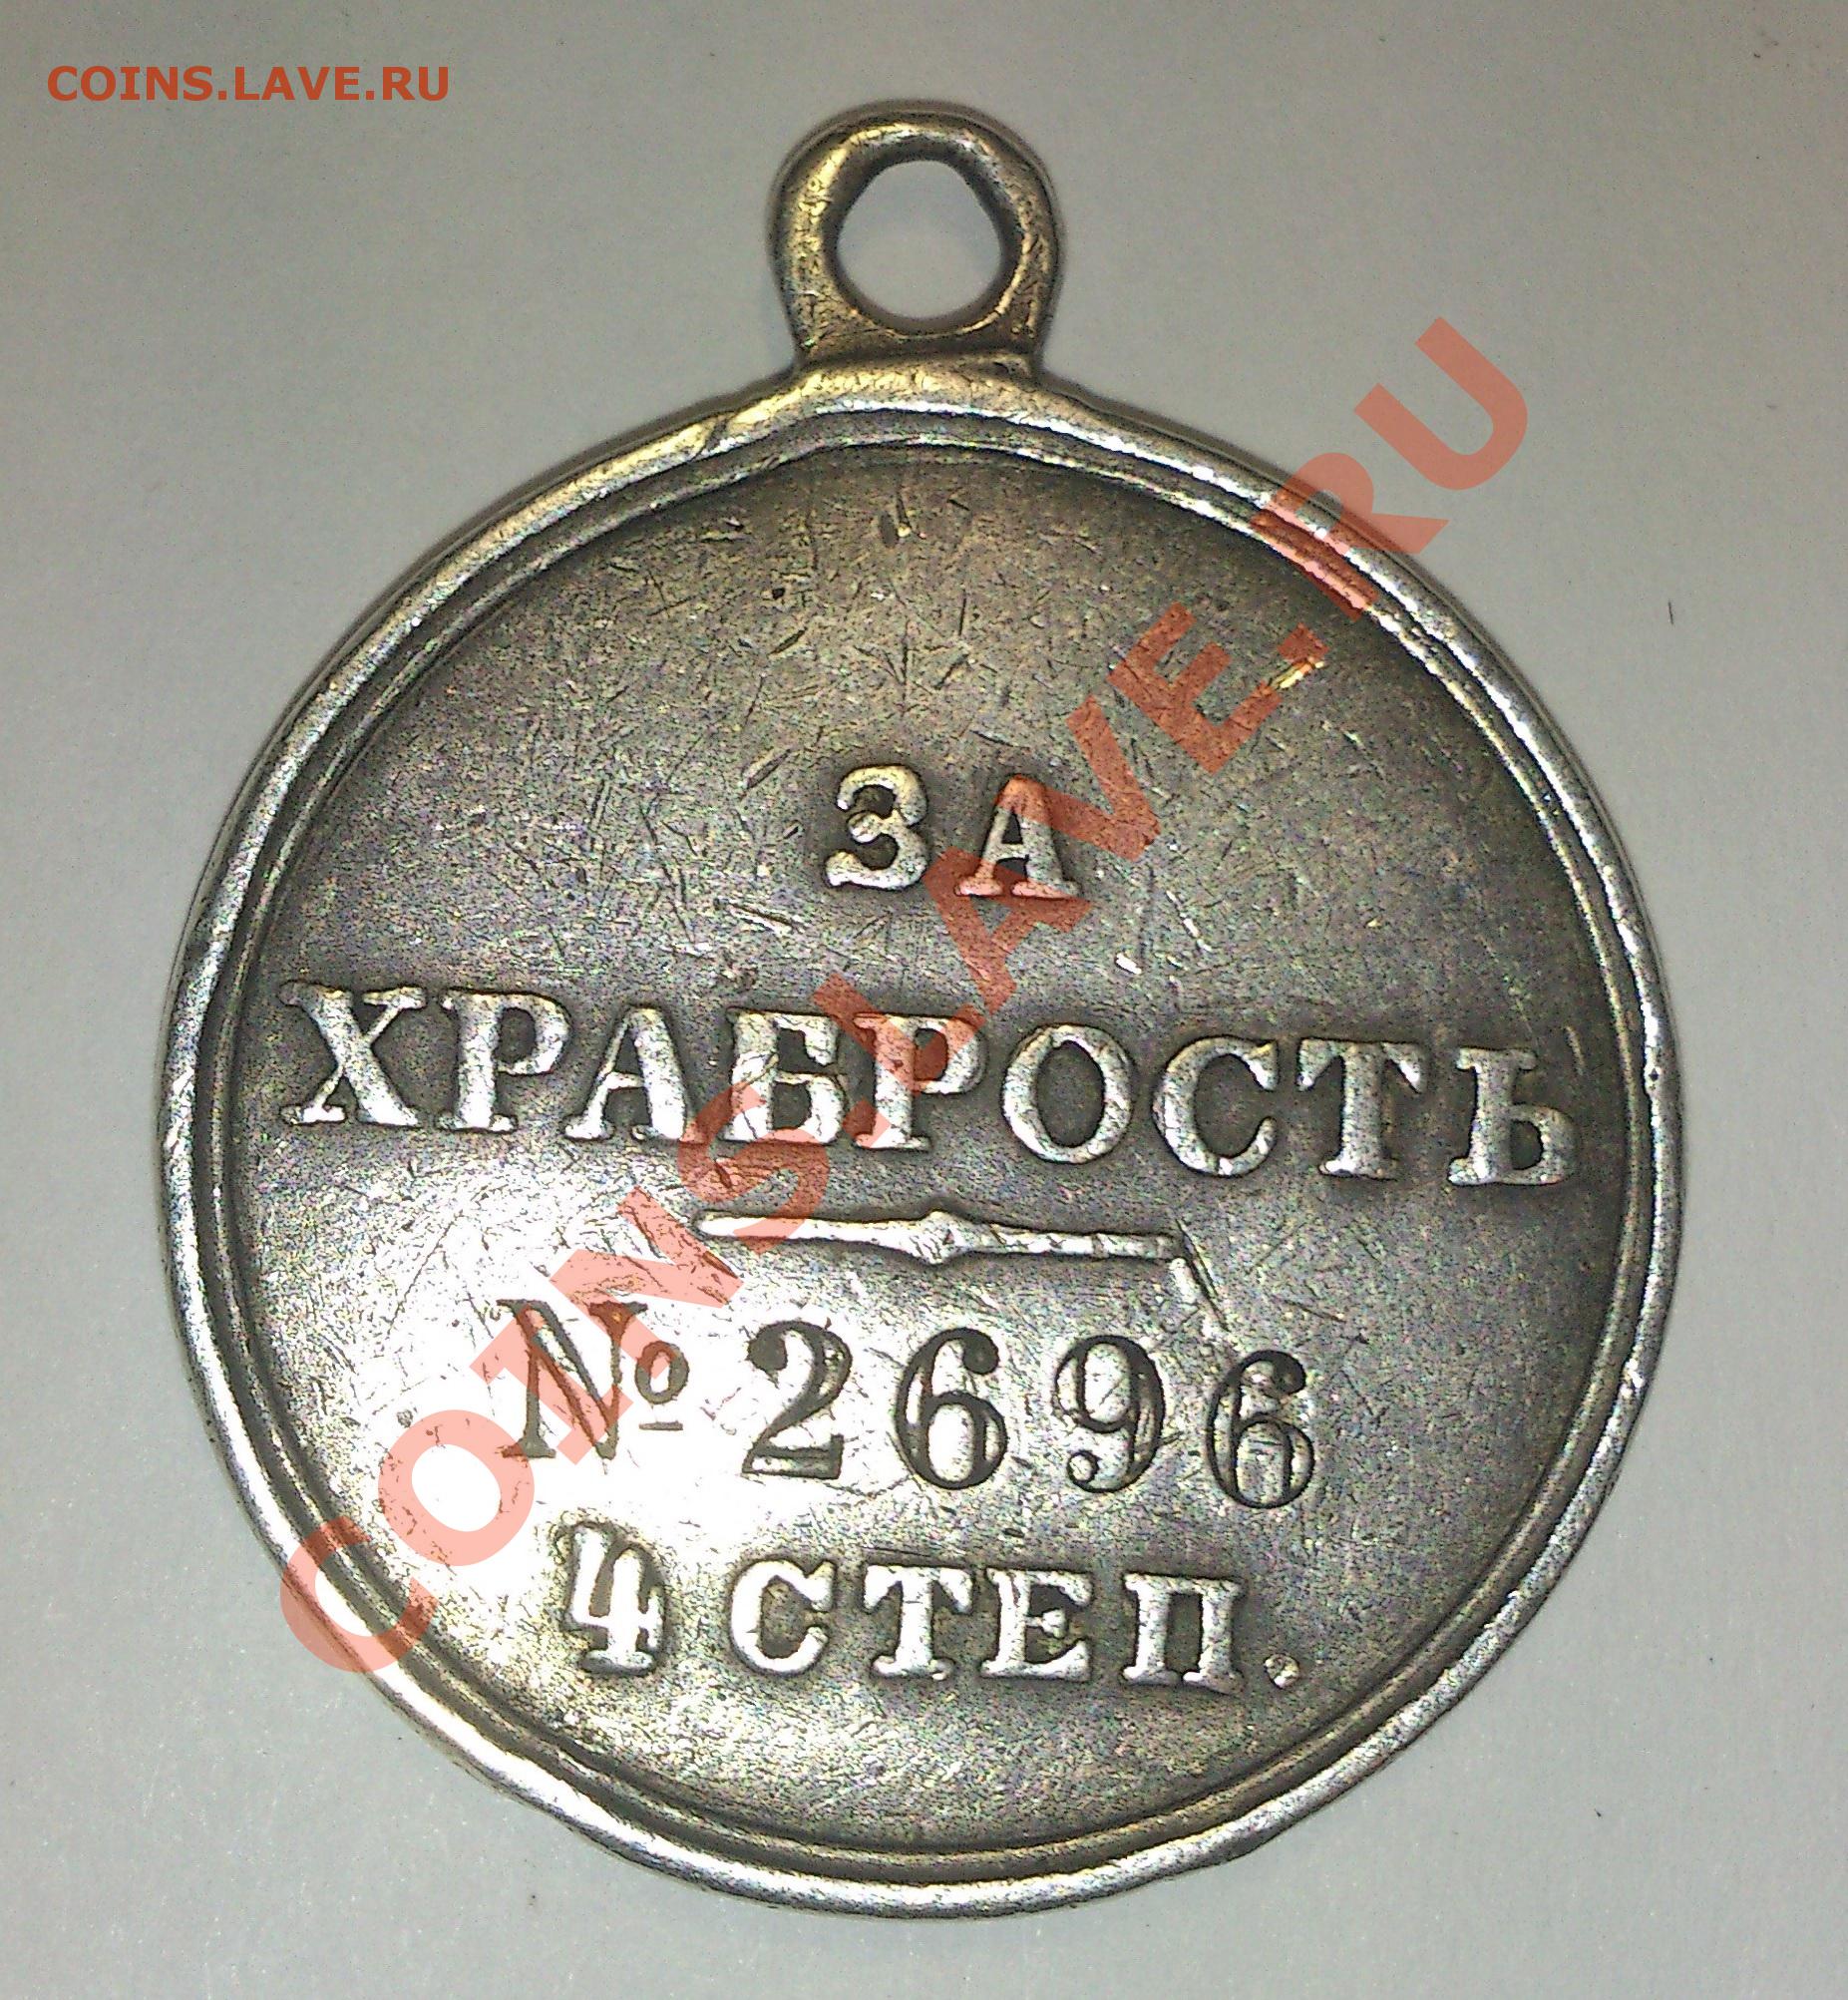 COINS.LAVE.RU
ЗА
ХРАБРОСТЬ
№ 2696
4 СТЕП.
COINS.LAVE.RU